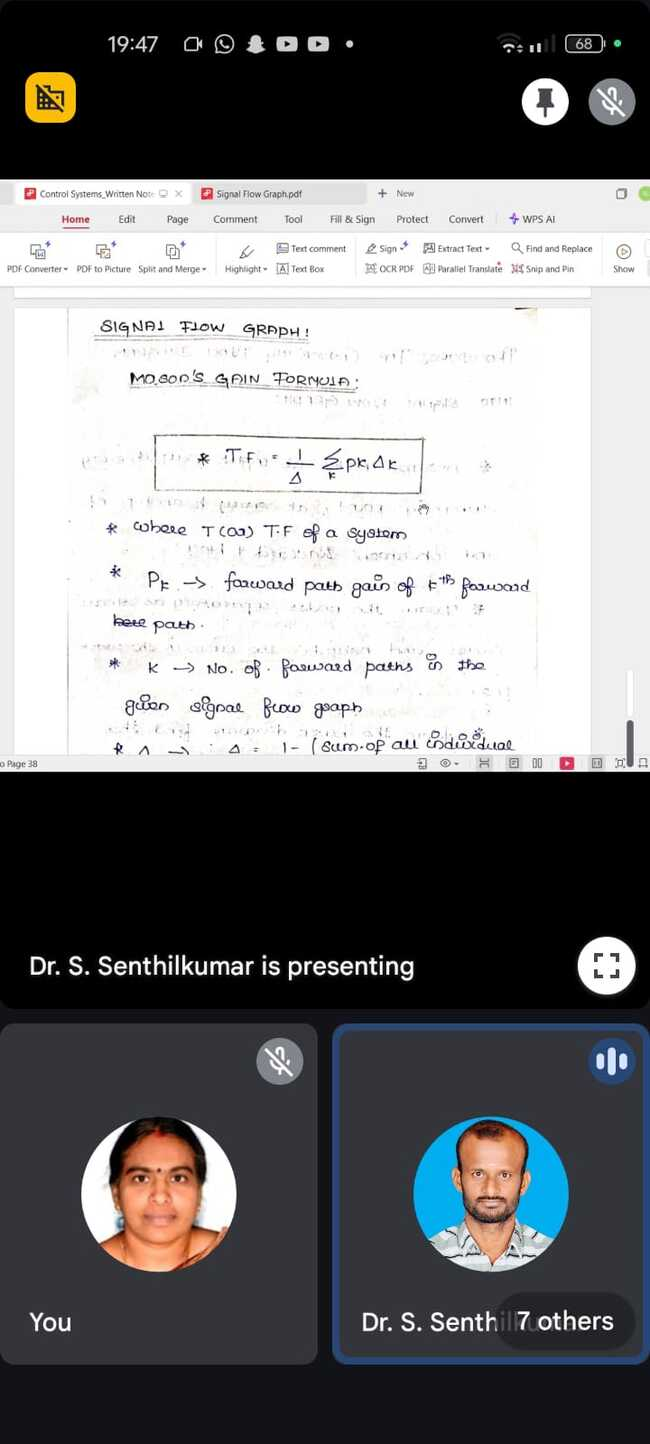 19:47
68
Control Systems_Written Note
Signal Flow Graph.pdf
+ New
Home Edit Page Comment Tool Fill & Sign Protect Convert WPS AI
Text comment Sign Extract Text Find and Replace
PDF Converter PDF to Picture Split and Merge Highlight Text Box OCR PDF Parallel Translate Snip and Pin Show
SIGNAL FLOW GRAPH:
MASON'S GAIN FORMULA:
* T.F = 1/Δ Σ PK ΔK
K
* where T (or) T.F of a system
* PK → forward path gain of Kth forward
path.
* K → No. of forward paths in the
given signal flow graph
* Δ → Δ = 1- (sum of all individual
o Page 38
Dr. S. Senthilkumar is presenting
You
Dr. S. Senthil
7 others